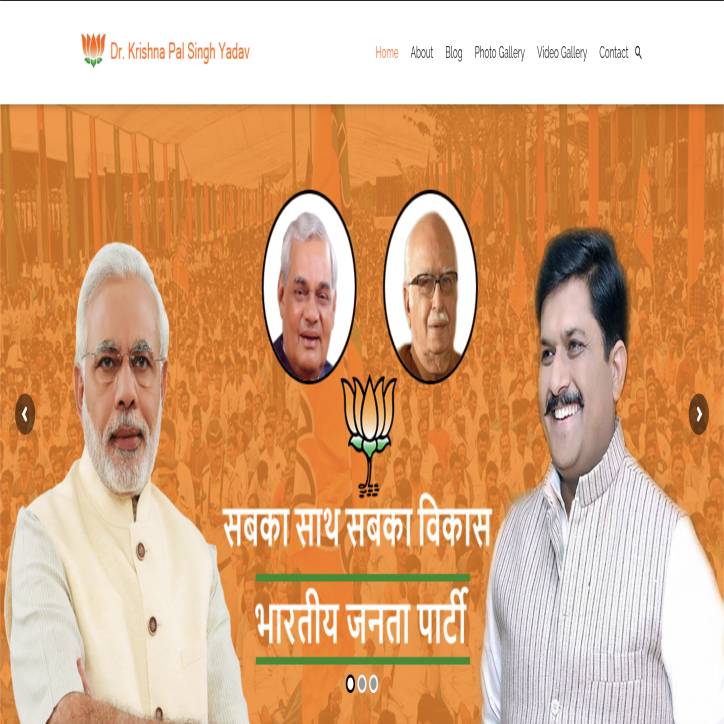 Dr. Krishna Pal Singh Yadav
Home About Blog Photo Gallery Video Gallery Contact
सबका साथ सबका विकास
भारतीय जनता पार्टी